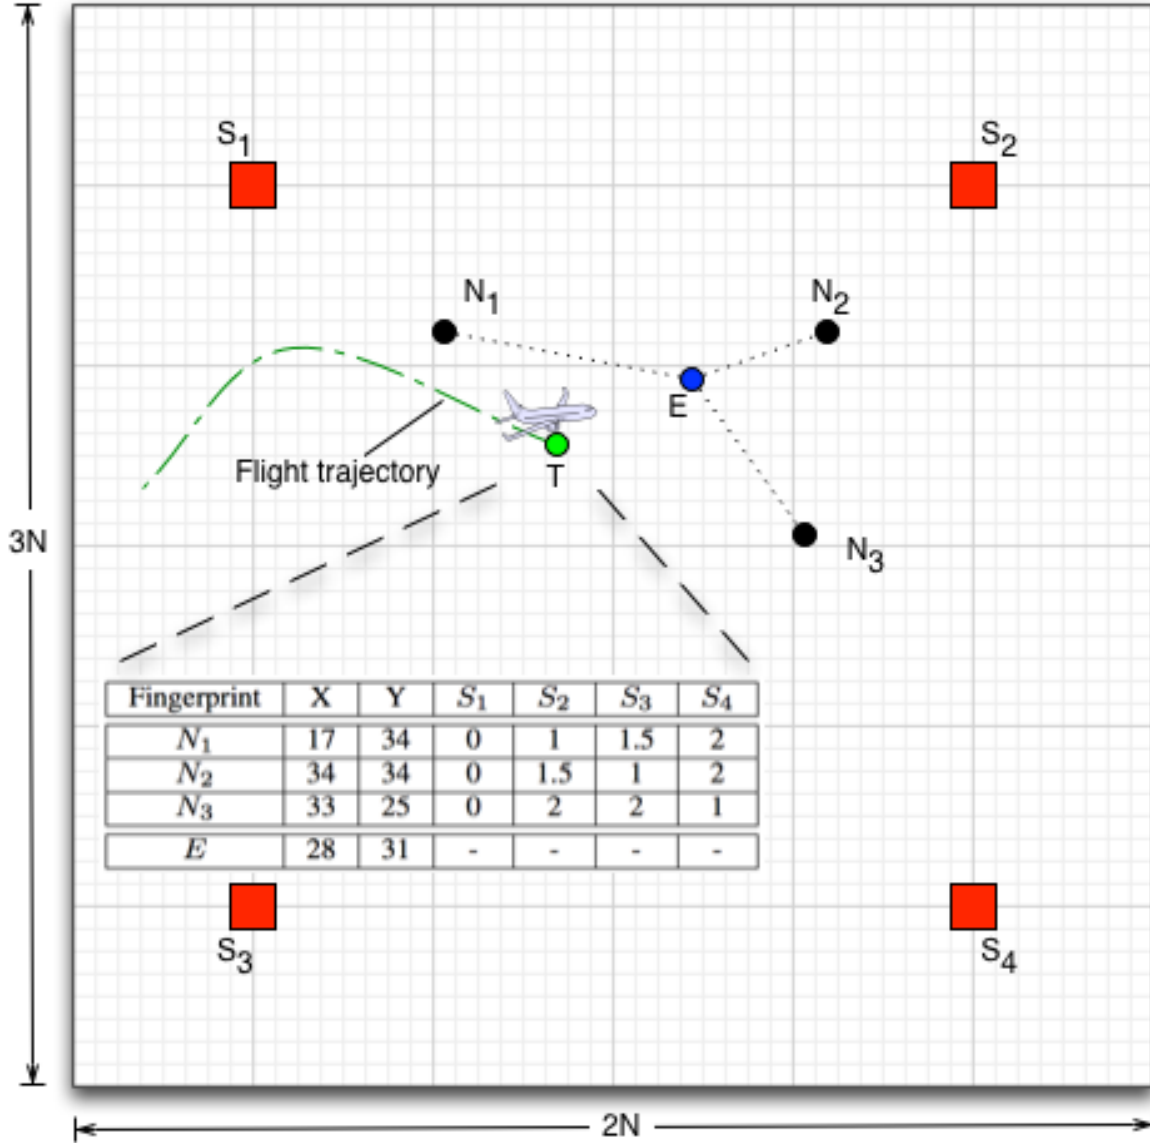 S1
S2
N1
N2
E
Flight trajectory
T
3N
N3
Fingerprint X Y S1 S2 S3 S4
N1 17 34 0 1 1.5 2
N2 34 34 0 1.5 1 2
N3 33 25 0 2 2 1
E 28 31 - - - -
S3
S4
2N